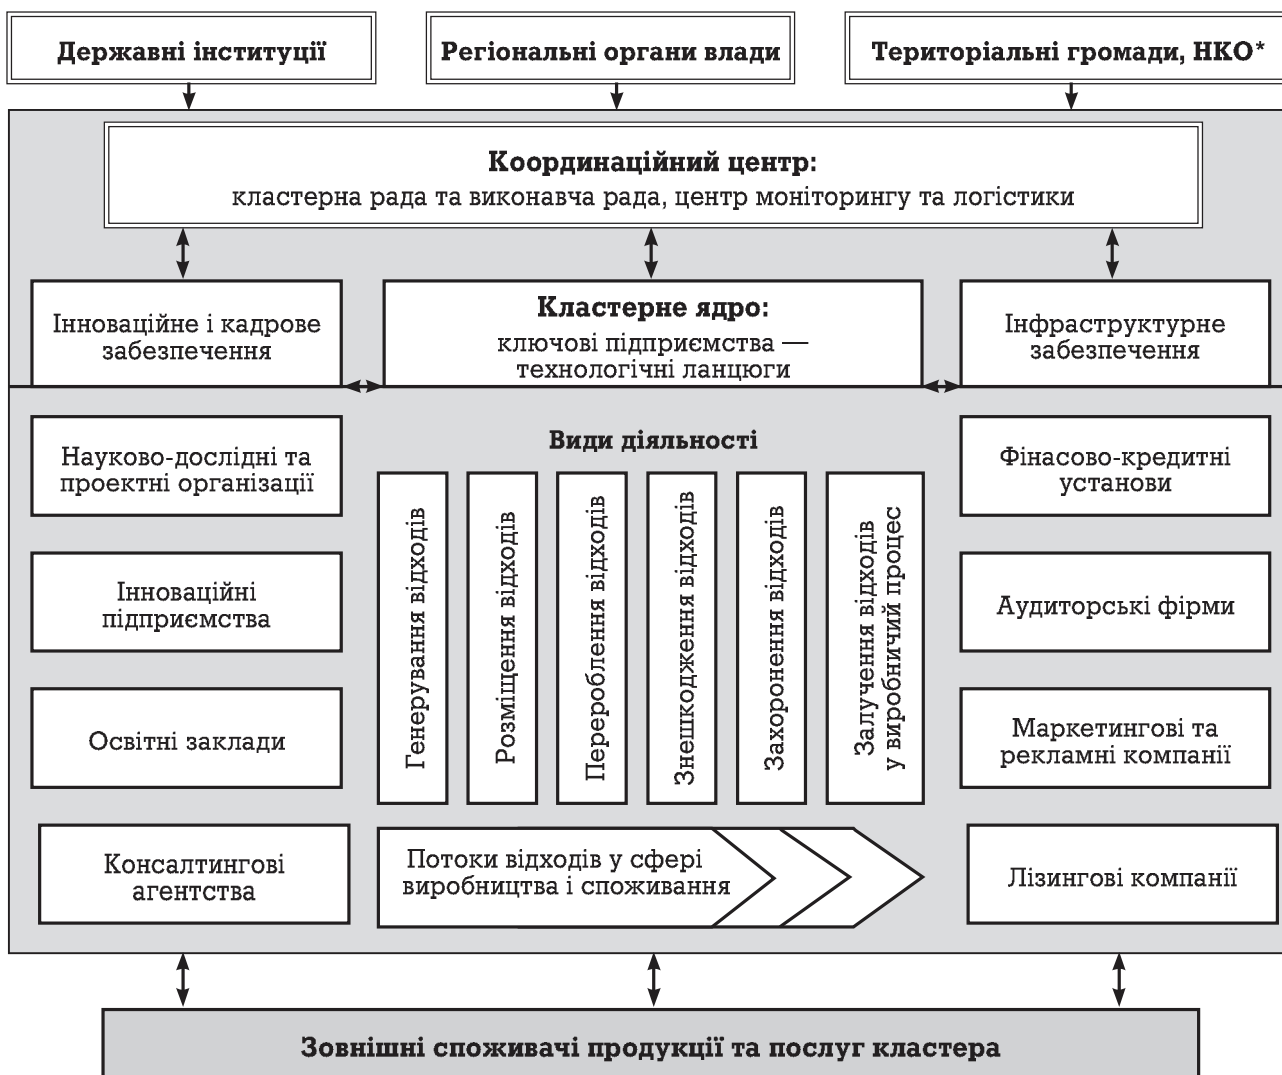 Державні інституції
Регіональні органи влади
Територіальні громади, НКО*
Координаційний центр:
кластерна рада та виконавча рада, центр моніторингу та логістики
Інноваційне і кадрове
забезпечення
Кластерне ядро:
ключові підприємства —
технологічні ланцюги
Інфраструктурне
забезпечення
Науково-дослідні та
проектні організації
Інноваційні
підприємства
Освітні заклади
Консалтингові
агентства
Види діяльності
Генерування відходів
Розміщення відходів
Перероблення відходів
Знешкодження відходів
Захоронення відходів
Залучення відходів
у виробничий процес
Потоки відходів у сфері
виробництва і споживання
Фінасово-кредитні
установи
Аудиторські фірми
Маркетингові та
рекламні компанії
Лізингові компанії
Зовнішні споживачі продукції та послуг кластера